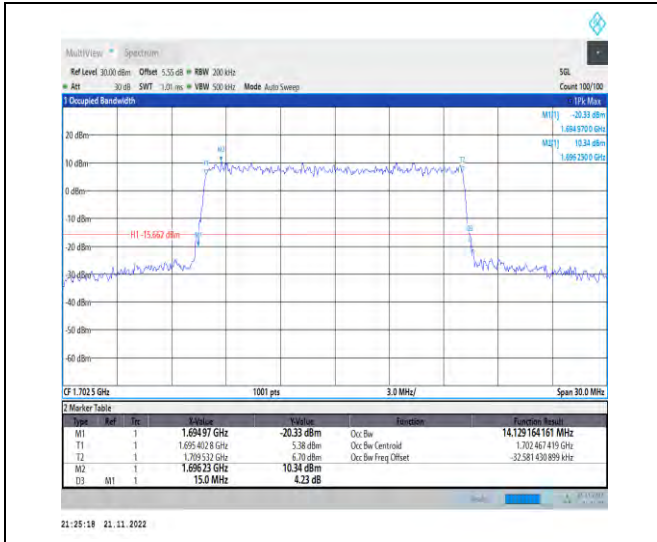 MultiView Spectrum
Ref Level 30.00 dBm Offset 5.55 dB RBW 200 kHz SGL
Att 30 dB SWT 1.01 ms VBW 500 kHz Mode Auto Sweep Count 100/100
1 Occupied Bandwidth 1Pk Max
M1[1] -20.33 dBm
1.694 970 0 GHz
20 dBm M2[1] 10.34 dBm
1.696 250 0 GHz
M2
10 dBm T1 T2
0 dBm
-10 dBm
H1 -15.662 dBm
-20 dBm
-30 dBm
-40 dBm
-50 dBm
-60 dBm
CF 1.702 5 GHz 1001 pts 3.0 MHz/ Span 30.0 MHz
2 Marker Table
Type Ref Trc X-Value Y-Value Function Function Result
M1 1 1.694 97 GHz -20.33 dBm Occ Bw 14.129 164 161 MHz
T1 1 1.695 402 8 GHz 5.38 dBm Occ Bw Centroid 1.702 467 419 GHz
T2 1 1.709 532 GHz 6.70 dBm Occ Bw Freq Offset -32.581 430 899 kHz
M2 1 1.696 23 GHz 10.34 dBm
D3 M1 1 15.0 MHz 4.23 dB
21:25:18 21.11.2022